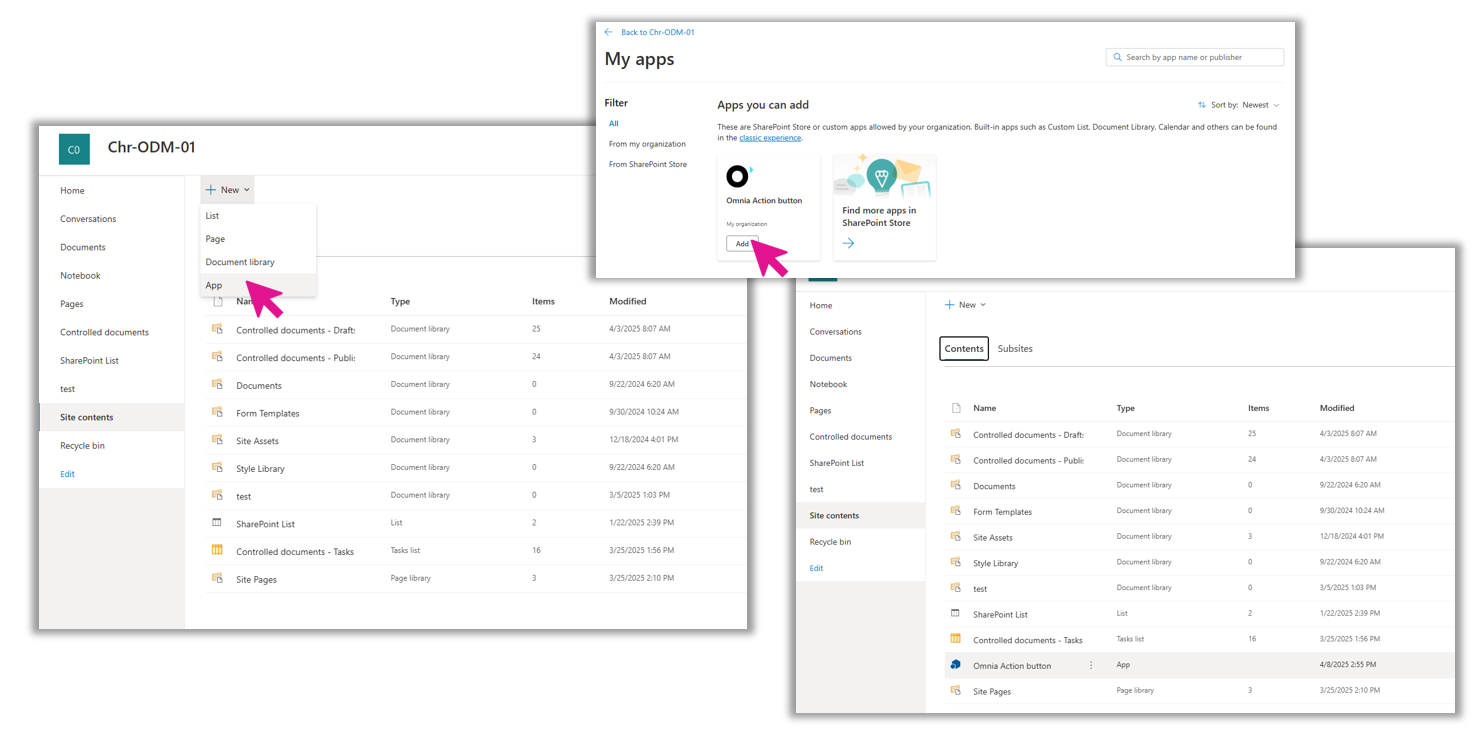 C0
Chr-ODM-01
Home
Conversations
Documents
Notebook
Pages
Controlled documents
SharePoint List
test
Site contents
Recycle bin
Edit
New
List
Page
Document library
App
Name Type Items Modified
Controlled documents - Drafts Document library 25 4/3/2025 8:07 AM
Controlled documents - Publi Document library 24 4/3/2025 8:07 AM
Documents Document library 0 9/22/2024 6:20 AM
Form Templates Document library 0 9/30/2024 10:24 AM
Site Assets Document library 3 12/18/2024 4:01 PM
Style Library Document library 0 9/22/2024 6:20 AM
test Document library 0 3/5/2025 1:03 PM
SharePoint List List 2 1/22/2025 2:39 PM
Controlled documents - Tasks Tasks list 16 3/25/2025 1:56 PM
Site Pages Page library 3 3/25/2025 2:10 PM
Back to Chr-ODM-01
My apps
Search by app name or publisher
Filter
All
From my organization
From SharePoint Store
Apps you can add
Sort by: Newest
These are SharePoint Store or custom apps allowed by your organization. Built-in apps such as Custom List, Document Library, Calendar and others can be found
in the classic experience.
Omnia Action button
My organization
Add
Find more apps in
SharePoint Store
Home
Conversations
Documents
Notebook
Pages
Controlled documents
SharePoint List
test
Site contents
Recycle bin
Edit
New
Contents Subsites
Name Type Items Modified
Controlled documents - Drafts Document library 25 4/3/2025 8:07 AM
Controlled documents - Publi Document library 24 4/3/2025 8:07 AM
Documents Document library 0 9/22/2024 6:20 AM
Form Templates Document library 0 9/30/2024 10:24 AM
Site Assets Document library 3 12/18/2024 4:01 PM
Style Library Document library 0 9/22/2024 6:20 AM
test Document library 0 3/5/2025 1:03 PM
SharePoint List List 2 1/22/2025 2:39 PM
Controlled documents - Tasks Tasks list 16 3/25/2025 1:56 PM
Omnia Action button App 4/8/2025 2:55 PM
Site Pages Page library 3 3/25/2025 2:10 PM